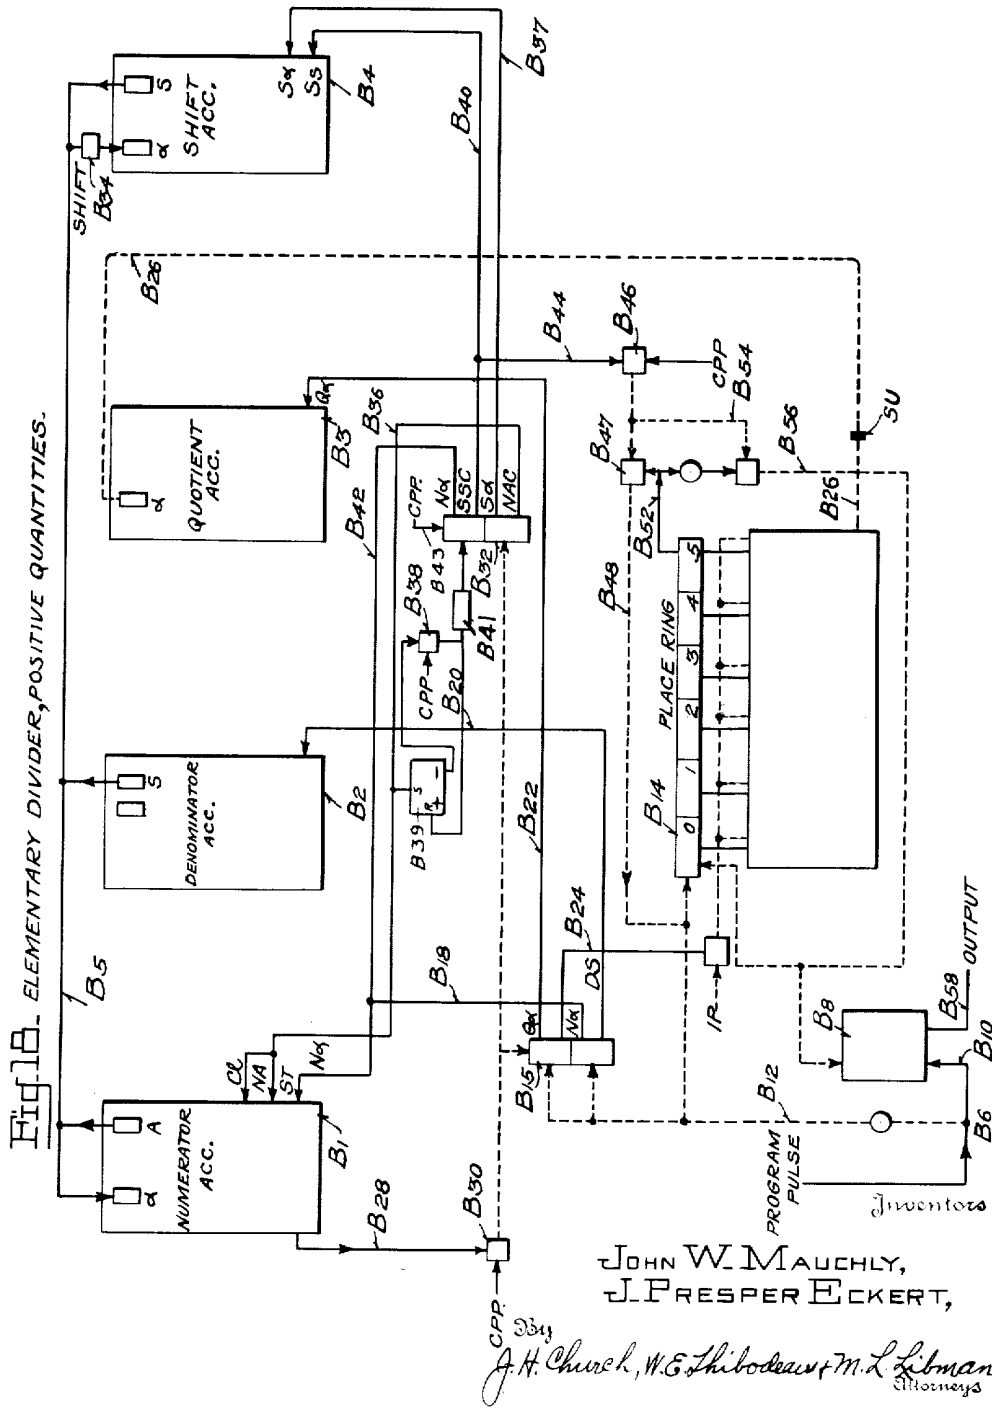 Fig 18. ELEMENTARY DIVIDER, POSITIVE QUANTITIES.
B5
A
α
NUMERATOR
ACC.
B1
Cl
NA
ST
Nα
B28
CPP.
B30
S
DENOMINATOR
ACC.
B2
α
QUOTIENT
ACC.
Qα
B3
B26
SHIFT
B34
S
α
SHIFT
ACC.
Sα
SS
B4
B37
B40
B36
B42
Nα
SSC
Sα
NAC
CPP.
B43
B32
B38
CPP
B41
B20
B39
S
R
+
−
B22
B18
Qα
Nα
DS
B24
B15
B44
B46
CPP
B54
B47
B52
B48
B56
5U
B26
PLACE RING
0
1
2
3
4
5
B14
IP
B8
B58
OUTPUT
B10
B12
B6
PROGRAM
PULSE
Inventors
JOHN W. MAUCHLY,
J. PRESPER ECKERT,
By
J. H. Church, W. E. Thibodeau & M. L. Libman
Attorneys